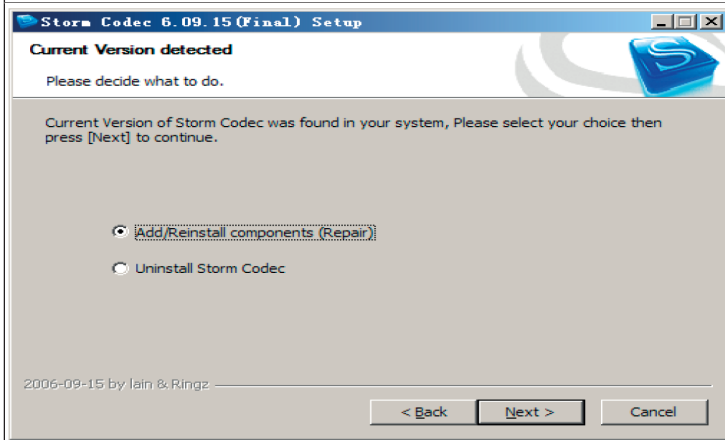 Storm Codec 6.09.15(Final) Setup
Current Version detected
Please decide what to do.
Current Version of Storm Codec was found in your system, Please select your choice then
press [Next] to continue.
Add/Reinstall components (Repair)
Uninstall Storm Codec
2006-09-15 by Iain & Ringz
< Back Next > Cancel